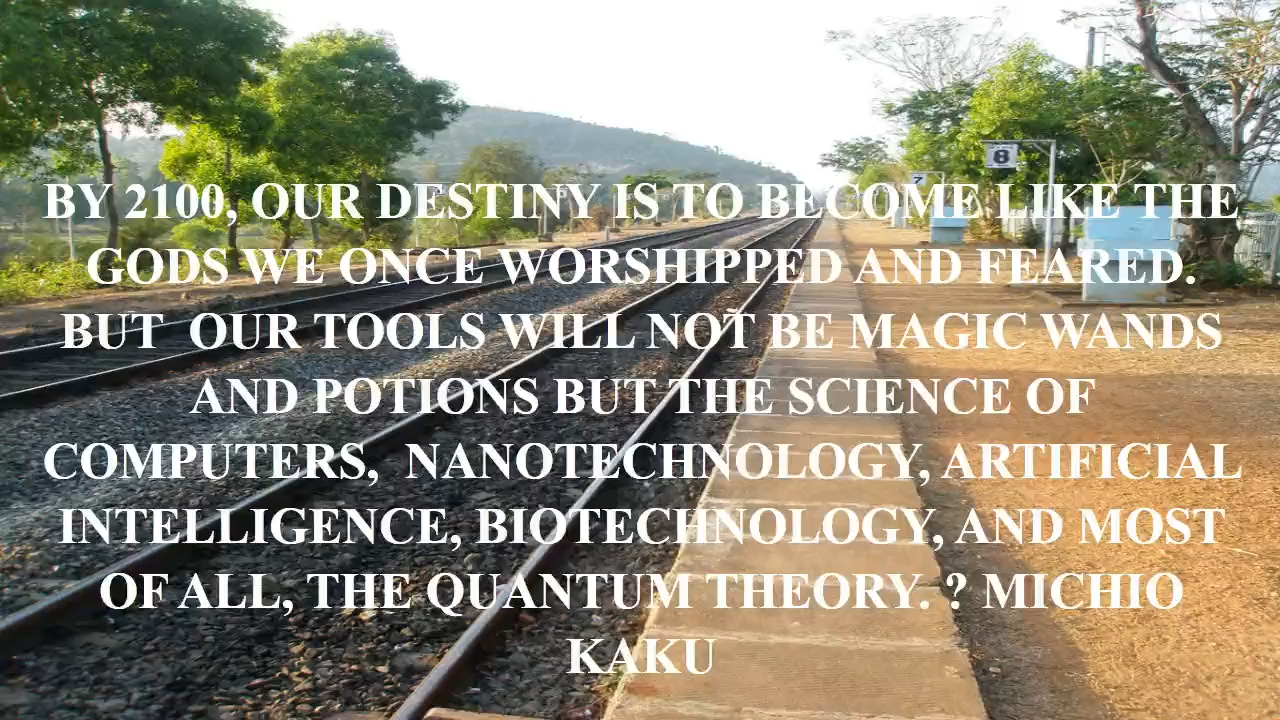 8
7
BY 2100, OUR DESTINY IS TO BECOME LIKE THE
GODS WE ONCE WORSHIPPED AND FEARED.
BUT  OUR TOOLS WILL NOT BE MAGIC WANDS
AND POTIONS BUT THE SCIENCE OF
COMPUTERS,  NANOTECHNOLOGY, ARTIFICIAL
INTELLIGENCE, BIOTECHNOLOGY, AND MOST
OF ALL, THE QUANTUM THEORY. ? MICHIO
KAKU